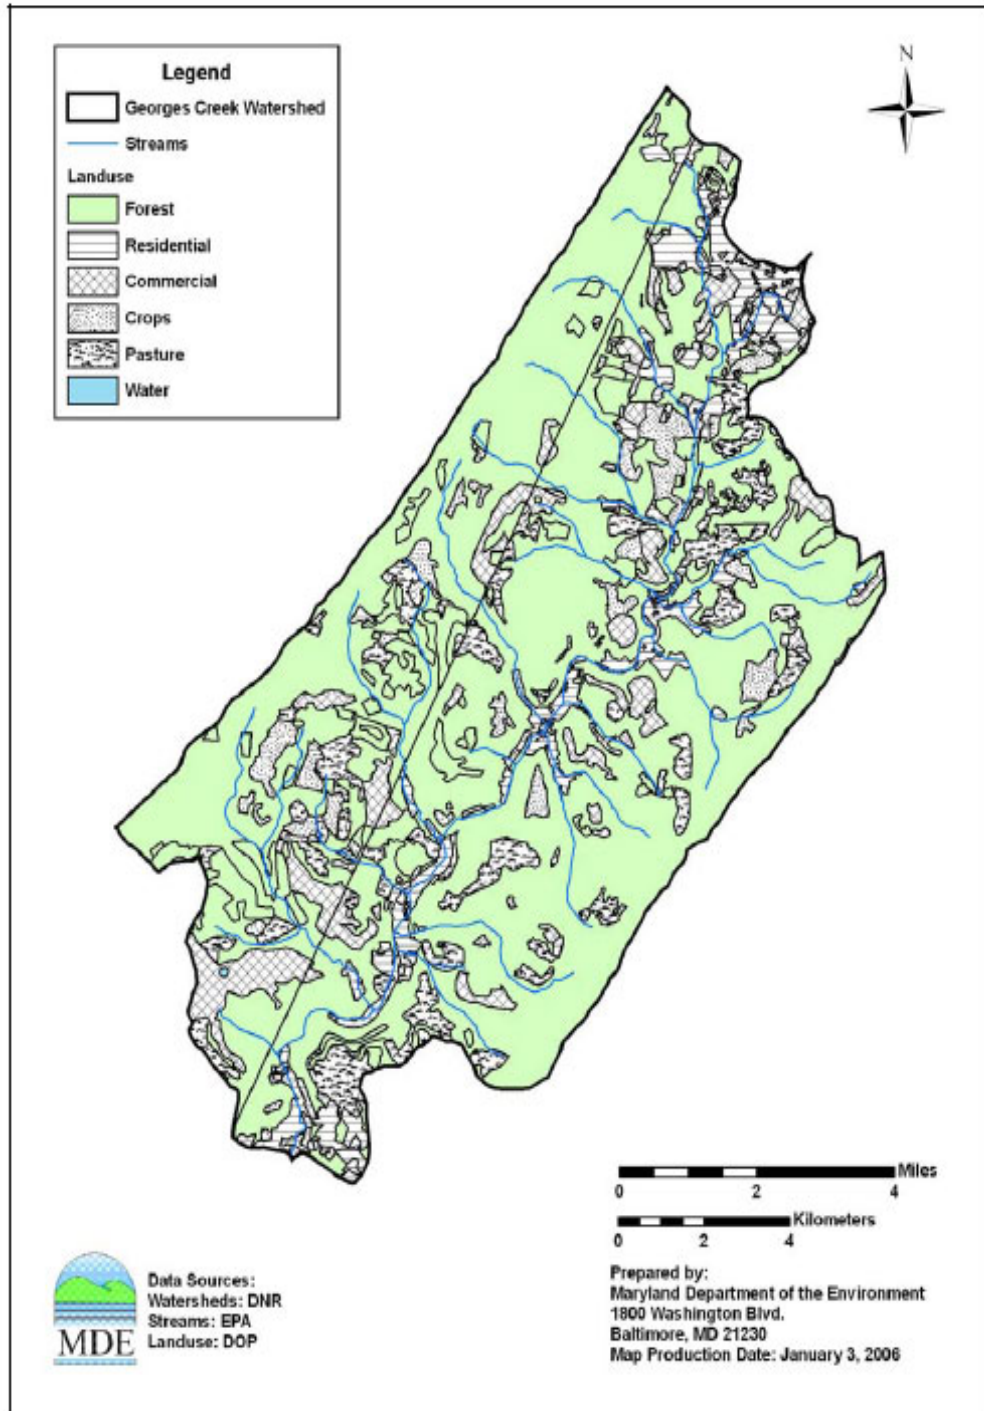 Legend
Georges Creek Watershed
Streams
Landuse
Forest
Residential
Commercial
Crops
Pasture
Water
N
Miles
0 2 4
Kilometers
0 2 4
MDE
Data Sources:
Watersheds: DNR
Streams: EPA
Landuse: DOP
Prepared by:
Maryland Department of the Environment
1800 Washington Blvd.
Baltimore, MD 21230
Map Production Date: January 3, 2006